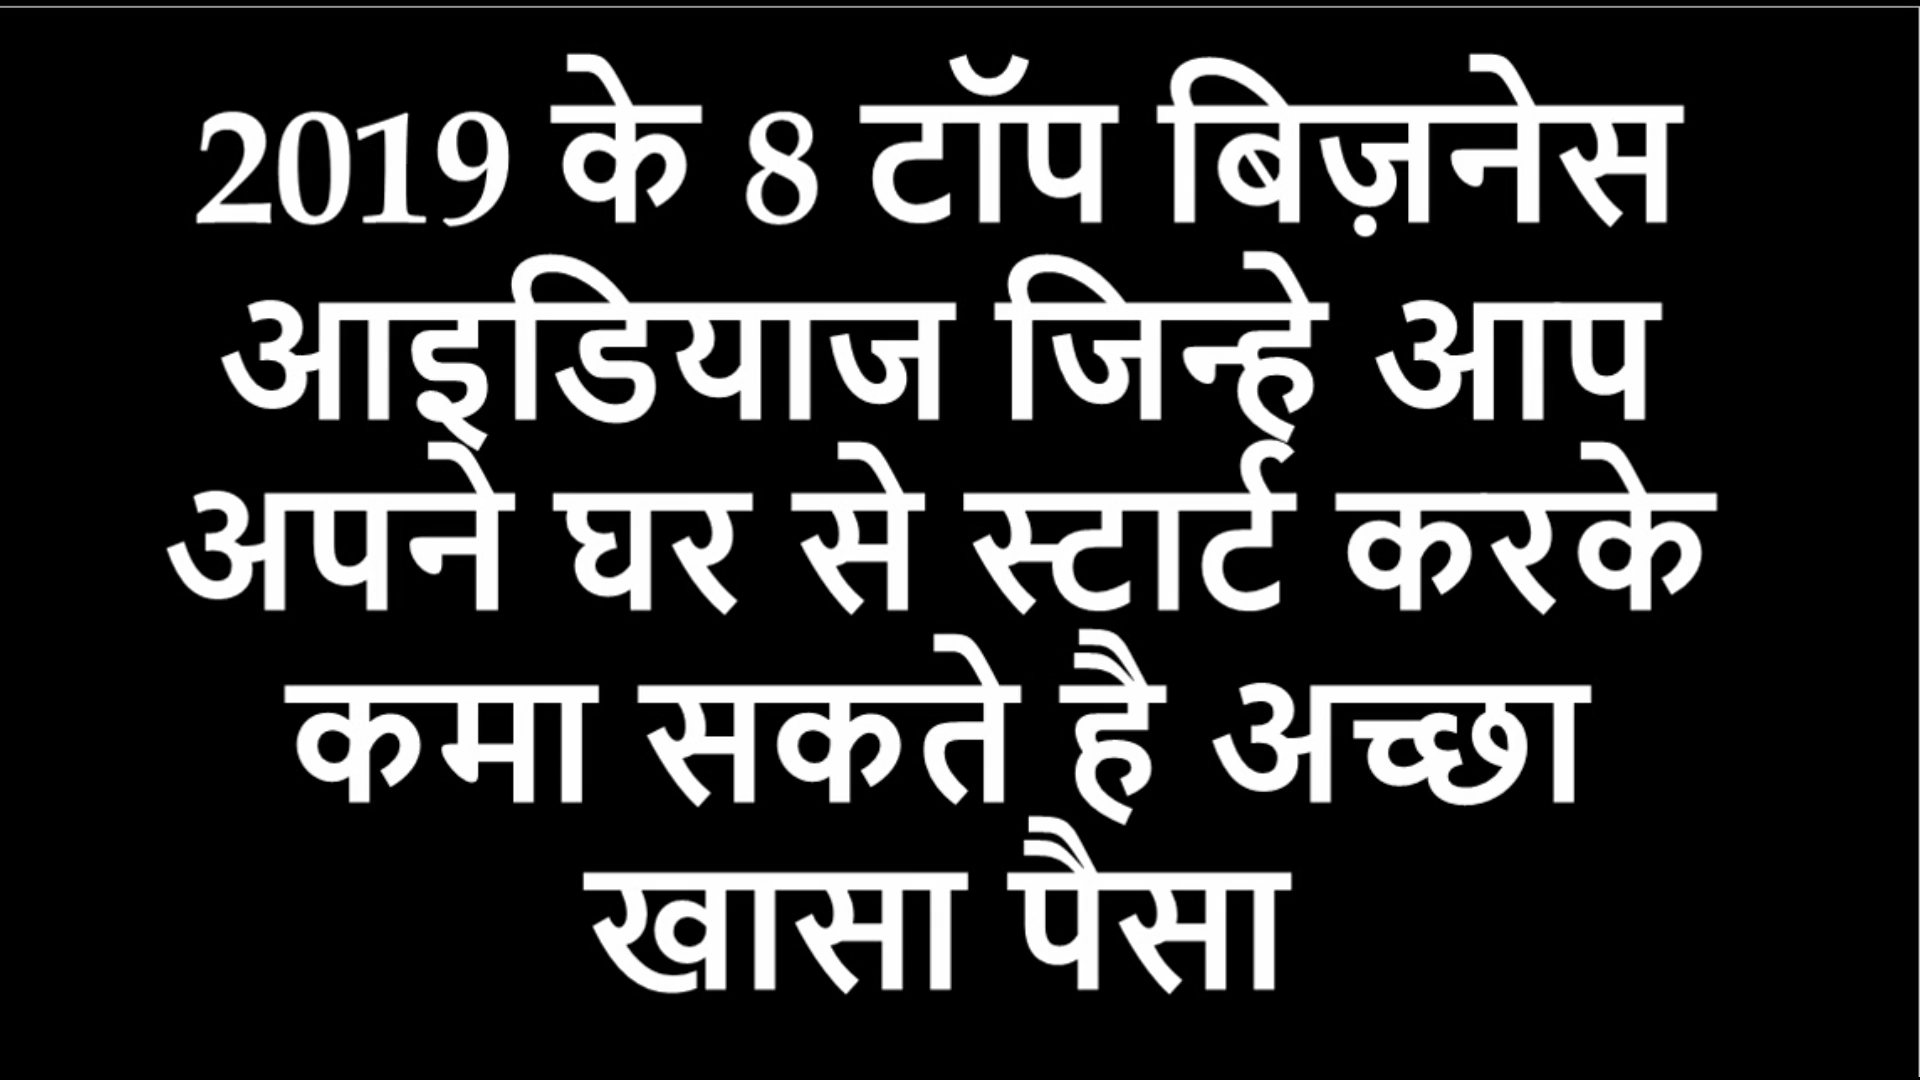 2019 के 8 टॉप बिज़नेस
आइडियाज जिन्हे आप
अपने घर से स्टार्ट करके
कमा सकते है अच्छा
खासा पैसा